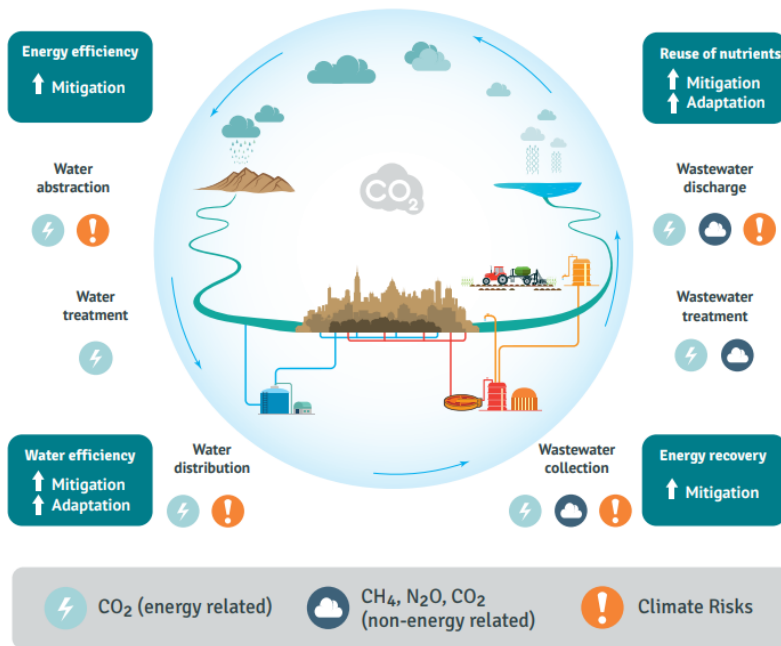 Energy efficiency
Mitigation
Reuse of nutrients
Mitigation
Adaptation
CO2
Water
abstraction
Wastewater
discharge
Water
treatment
Wastewater
treatment
Water efficiency
Mitigation
Adaptation
Water
distribution
Wastewater
collection
Energy recovery
Mitigation
CO2 (energy related)
CH4, N2O, CO2
(non-energy related)
Climate Risks